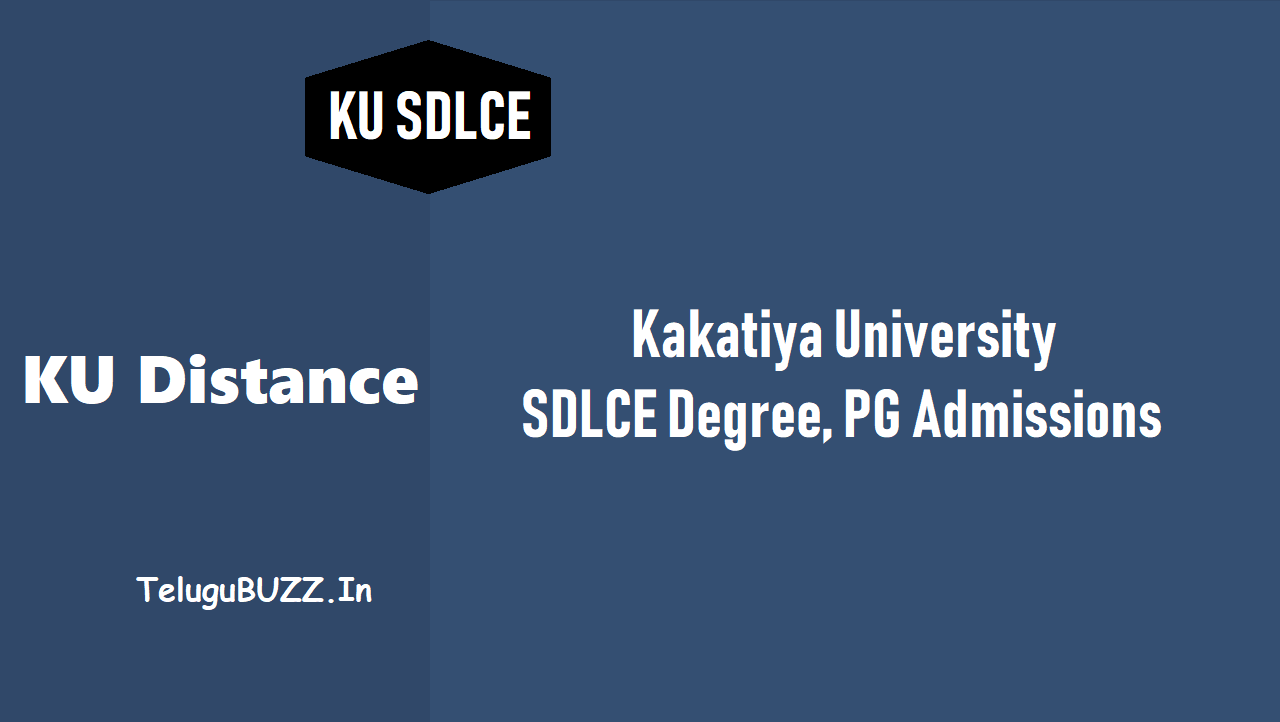 KU SDLCE
KU Distance
Kakatiya University
SDLCE Degree, PG Admissions
TeluguBUZZ.In